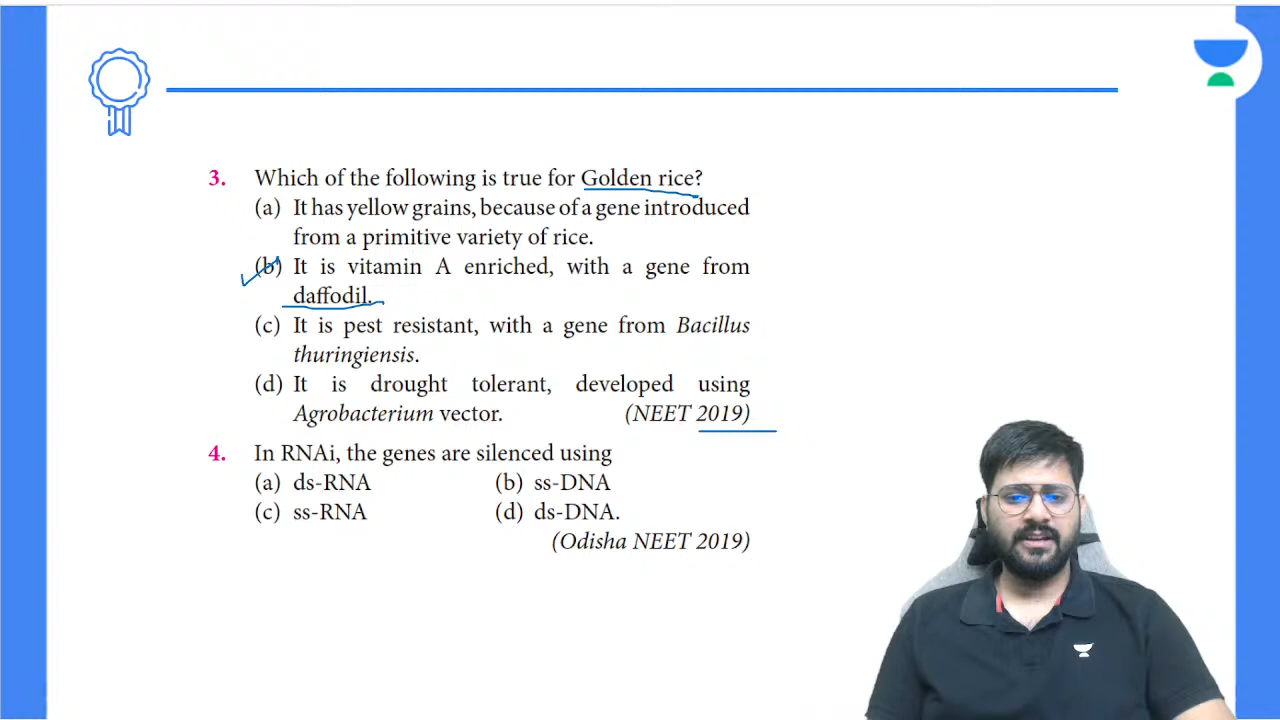 3. Which of the following is true for Golden rice?
(a) It has yellow grains, because of a gene introduced
from a primitive variety of rice.
(b) It is vitamin A enriched, with a gene from
daffodil.
(c) It is pest resistant, with a gene from Bacillus
thuringiensis.
(d) It is drought tolerant, developed using
Agrobacterium vector. (NEET 2019)
4. In RNAi, the genes are silenced using
(a) ds-RNA (b) ss-DNA
(c) ss-RNA (d) ds-DNA.
(Odisha NEET 2019)